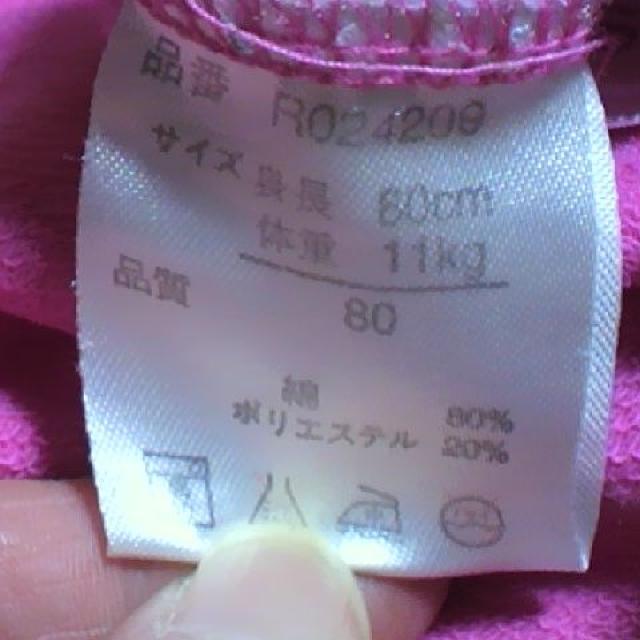 品番 R024209
サイズ 身長 80cm
体重 11kg
80
品質
綿 80%
ポリエステル 20%